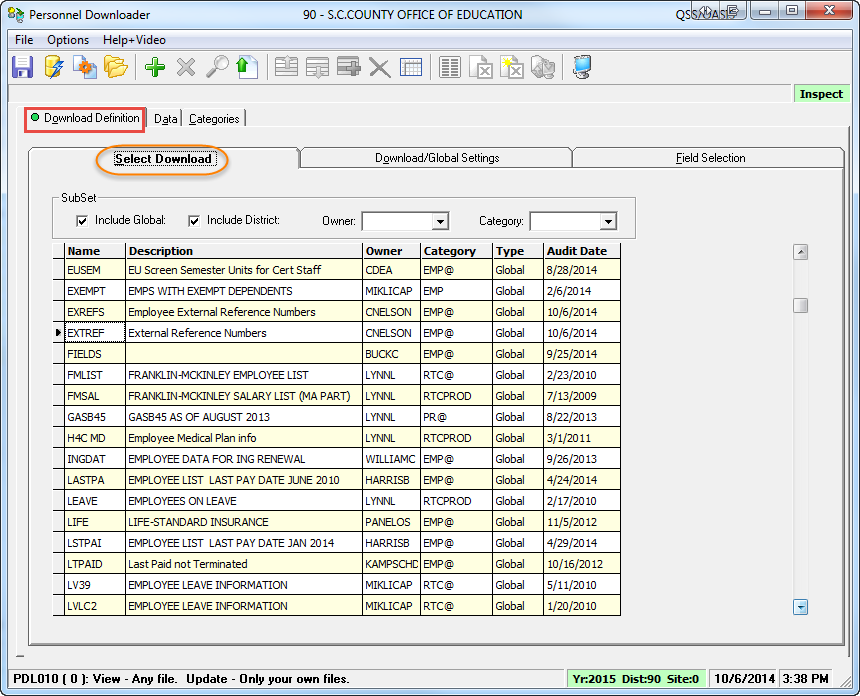 Personnel Downloader 90 - S.C.COUNTY OFFICE OF EDUCATION QSS/OASIS
File Options Help+Video
Inspect
Download Definition Data Categories
Select Download Download/Global Settings Field Selection
SubSet
Include Global: Include District: Owner: Category:
Name Description Owner Category Type Audit Date
EUSEM EU Screen Semester Units for Cert Staff CDEA EMP@ Global 8/28/2014
EXEMPT EMPS WITH EXEMPT DEPENDENTS MIKLICAP EMP Global 2/6/2014
EXREFS Employee External Reference Numbers CNELSON EMP@ Global 10/6/2014
EXTREF External Reference Numbers CNELSON EMP@ Global 10/6/2014
FIELDS BUCKC EMP@ Global 9/25/2014
FMLIST FRANKLIN-MCKINLEY EMPLOYEE LIST LYNNL RTC@ Global 2/23/2010
FMSAL FRANKLIN-MCKINLEY SALARY LIST (MA PART) LYNNL RTCPROD Global 7/13/2009
GASB45 GASB45 AS OF AUGUST 2013 LYNNL PR@ Global 8/22/2013
H4C MD Employee Medical Plan info LYNNL RTCPROD Global 3/1/2011
INGDAT EMPLOYEE DATA FOR ING RENEWAL WILLIAMC EMP@ Global 9/26/2013
LASTPA EMPLOYEE LIST LAST PAY DATE JUNE 2010 HARRISB EMP@ Global 4/24/2014
LEAVE EMPLOYEES ON LEAVE LYNNL RTCPROD Global 2/17/2010
LIFE LIFE-STANDARD INSURANCE PANELOS EMP@ Global 11/5/2012
LSTPAI EMPLOYEE LIST LAST PAY DATE JAN 2014 HARRISB EMP@ Global 4/29/2014
LTPAID Last Paid not Terminated KAMPSCHD EMP@ Global 10/16/2012
LV39 EMPLOYEE LEAVE INFORMATION MIKLICAP RTC@ Global 5/11/2010
LVLC2 EMPLOYEE LEAVE INFORMATION MIKLICAP RTC@ Global 1/20/2010
PDL010 ( 0 ): View - Any file. Update - Only your own files. Yr:2015 Dist:90 Site:0 10/6/2014 3:38 PM